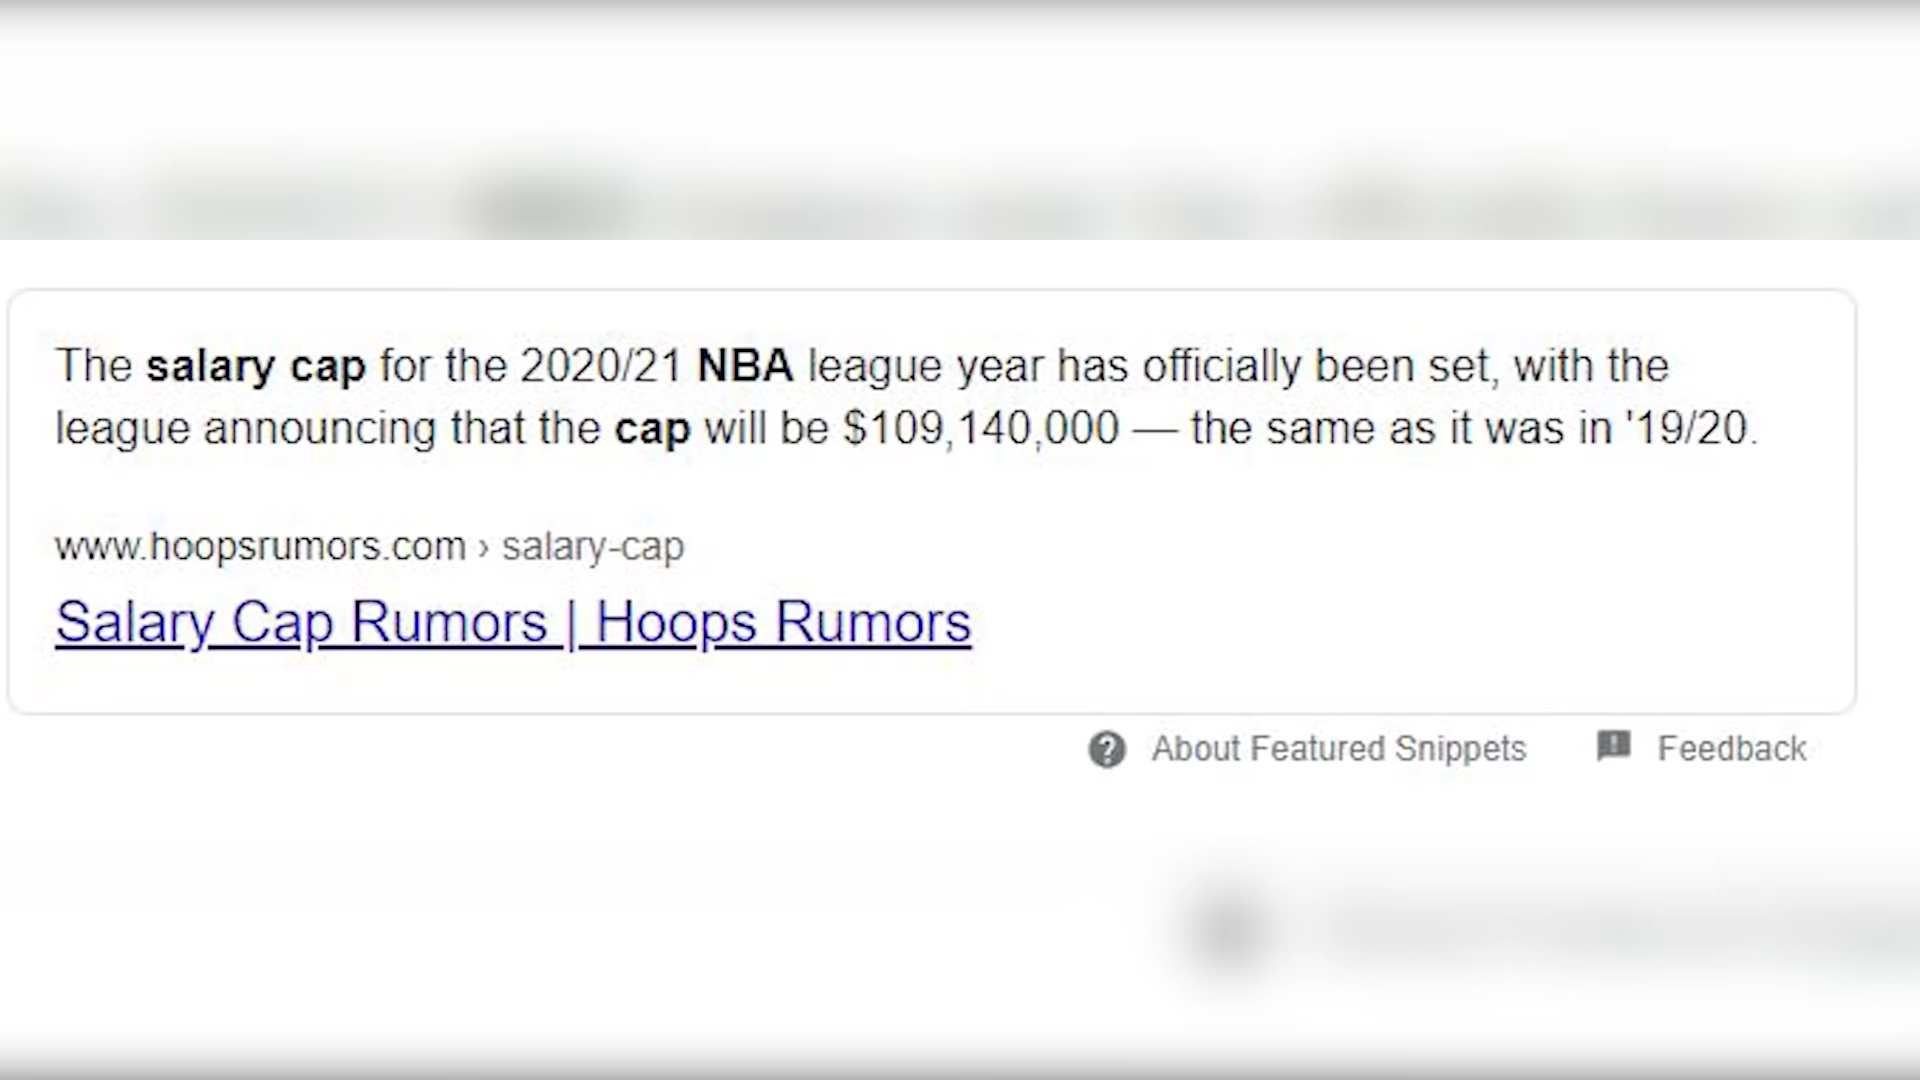 The salary cap for the 2020/21 NBA league year has officially been set, with the
league announcing that the cap will be $109,140,000 — the same as it was in '19/20.
www.hoopsrumors.com › salary-cap
Salary Cap Rumors | Hoops Rumors
About Featured Snippets Feedback